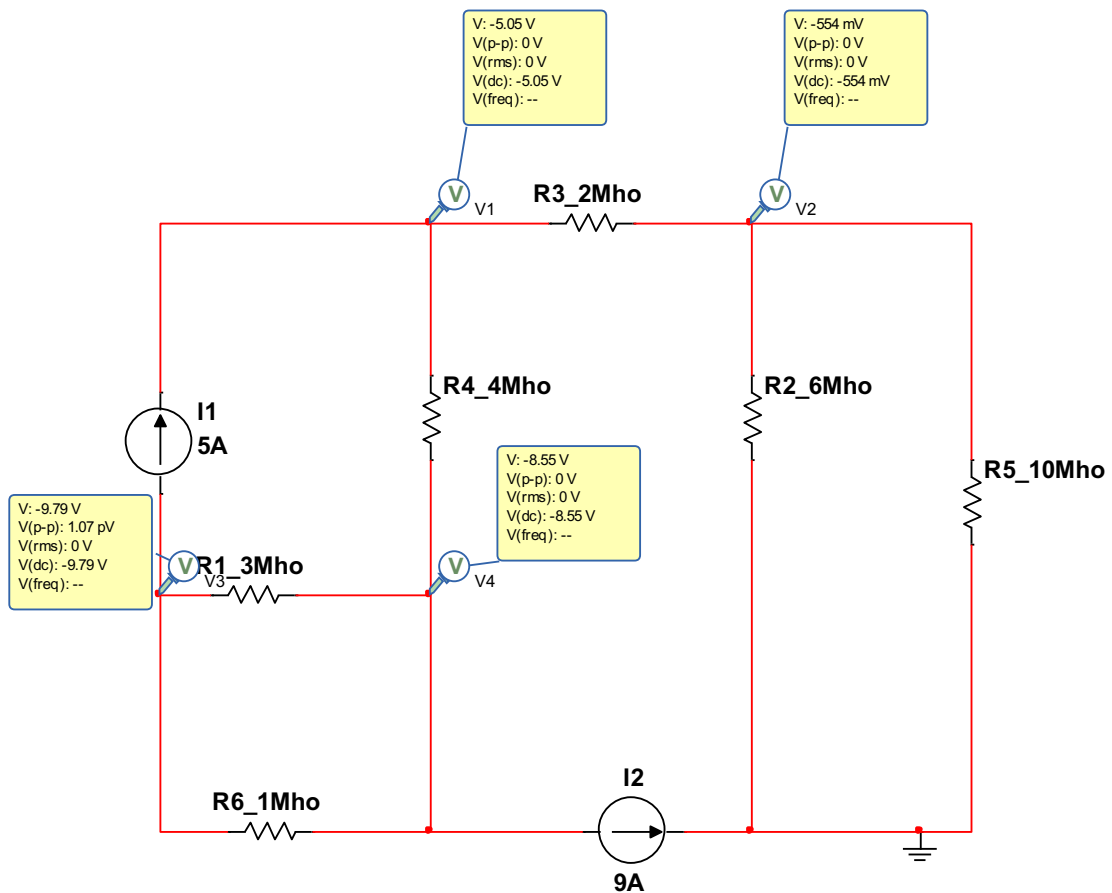 V: -5.05 V
V(p-p): 0 V
V(rms): 0 V
V(dc): -5.05 V
V(freq): --
V: -554 mV
V(p-p): 0 V
V(rms): 0 V
V(dc): -554 mV
V(freq): --
V
V1
R3_2Mho
V
V2
R4_4Mho
R2_6Mho
I1
5A
R5_10Mho
V: -8.55 V
V(p-p): 0 V
V(rms): 0 V
V(dc): -8.55 V
V(freq): --
V: -9.79 V
V(p-p): 1.07 pV
V(rms): 0 V
V(dc): -9.79 V
V(freq): --
V
V3
R1_3Mho
V
V4
I2
9A
R6_1Mho